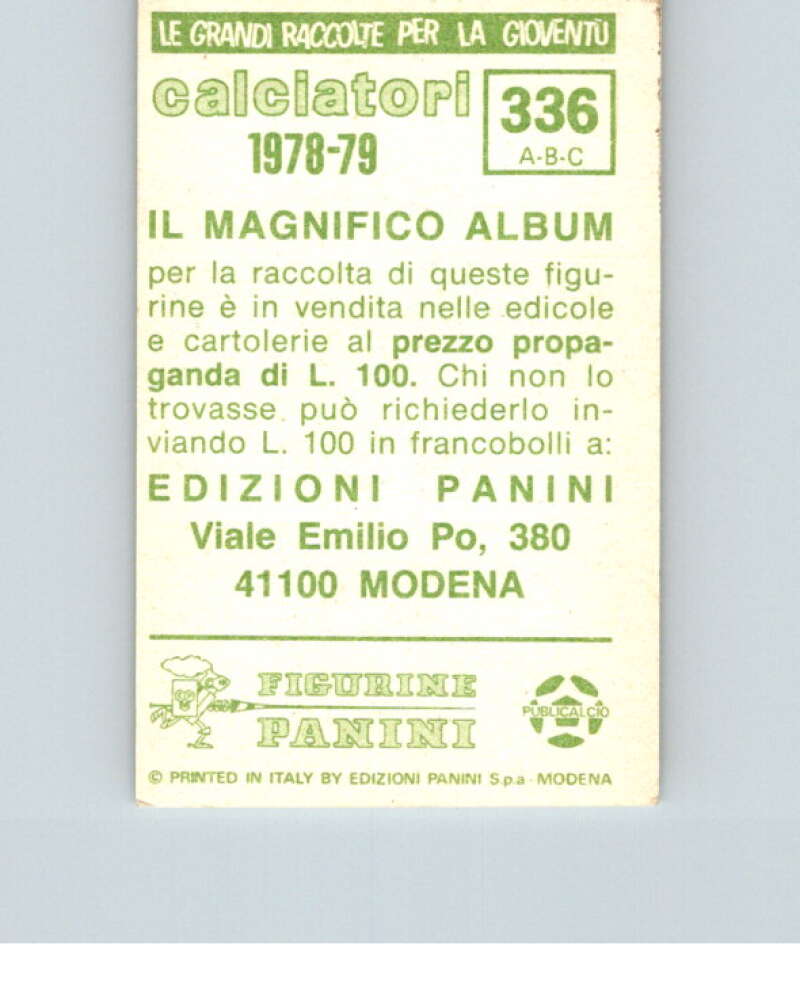 LE GRANDI RACCOLTE PER LA GIOVENTÙ
calciatori
1978-79
336
A-B-C
IL MAGNIFICO ALBUM
per la raccolta di queste figu-
rine è in vendita nelle edicole
e cartolerie al prezzo propa-
ganda di L. 100. Chi non lo
trovasse può richiederlo in-
viando L. 100 in francobolli a:
EDIZIONI PANINI
Viale Emilio Po, 380
41100 MODENA
FIGURINE
PANINI
PUBLICALCIO
© PRINTED IN ITALY BY EDIZIONI PANINI S.p.a - MODENA